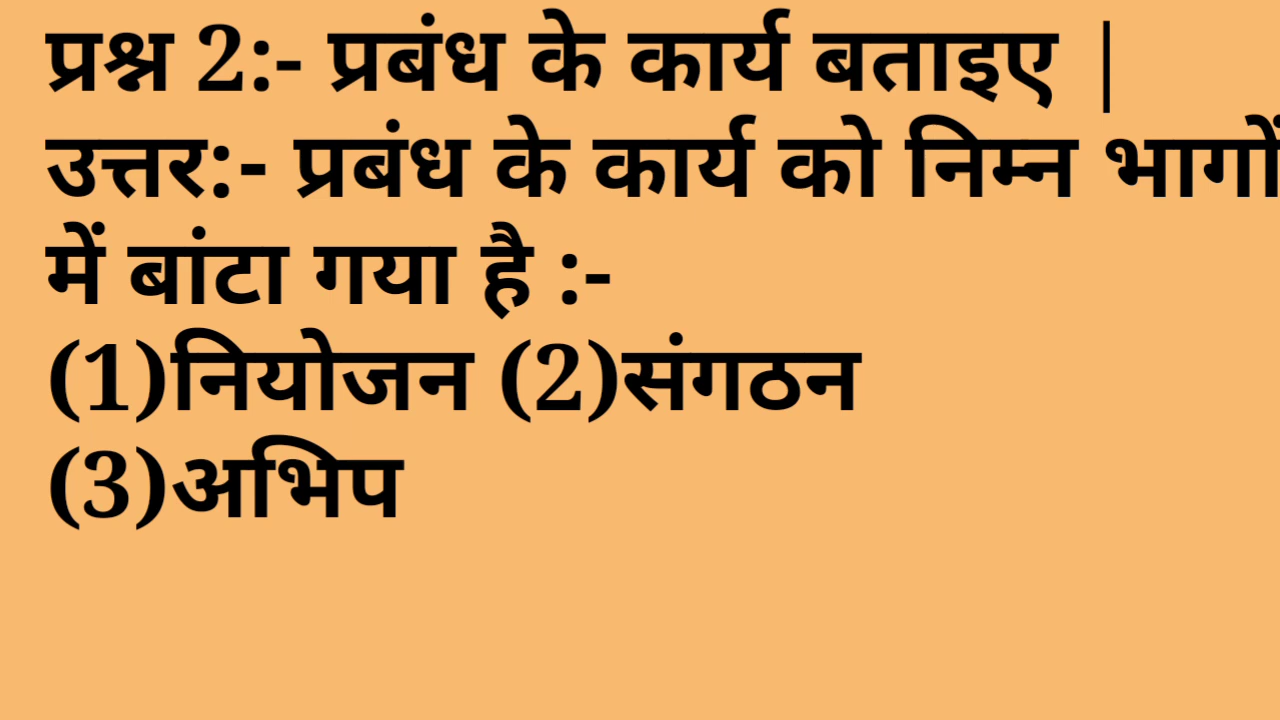 प्रश्न 2:- प्रबंध के कार्य बताइए |
उत्तर:- प्रबंध के कार्य को निम्न भागों
में बांटा गया है :-
(1)नियोजन (2)संगठन
(3)अभिप